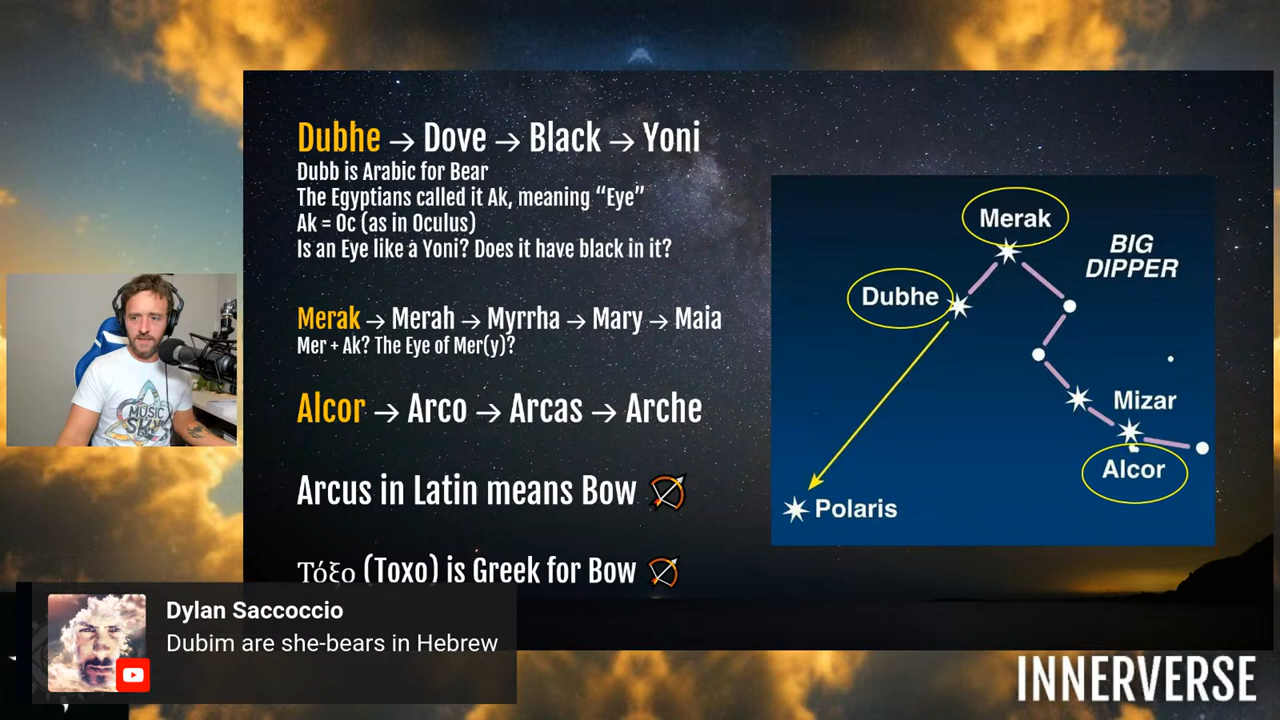 Dubhe → Dove → Black → Yoni
Dubb is Arabic for Bear
The Egyptians called it Ak, meaning “Eye”
Ak = Oc (as in Oculus)
Is an Eye like a Yoni? Does it have black in it?
Merak → Merah → Myrrha → Mary → Maia
Mer + Ak? The Eye of Mer(y)?
Alcor → Arco → Arcas → Arche
Arcus in Latin means Bow 🏹
Τόξο (Toxo) is Greek for Bow 🏹
Merak
BIG
DIPPER
Dubhe
Mizar
Alcor
Polaris
MUSIC
SKY
Dylan Saccoccio
Dubim are she-bears in Hebrew
INNERVERSE